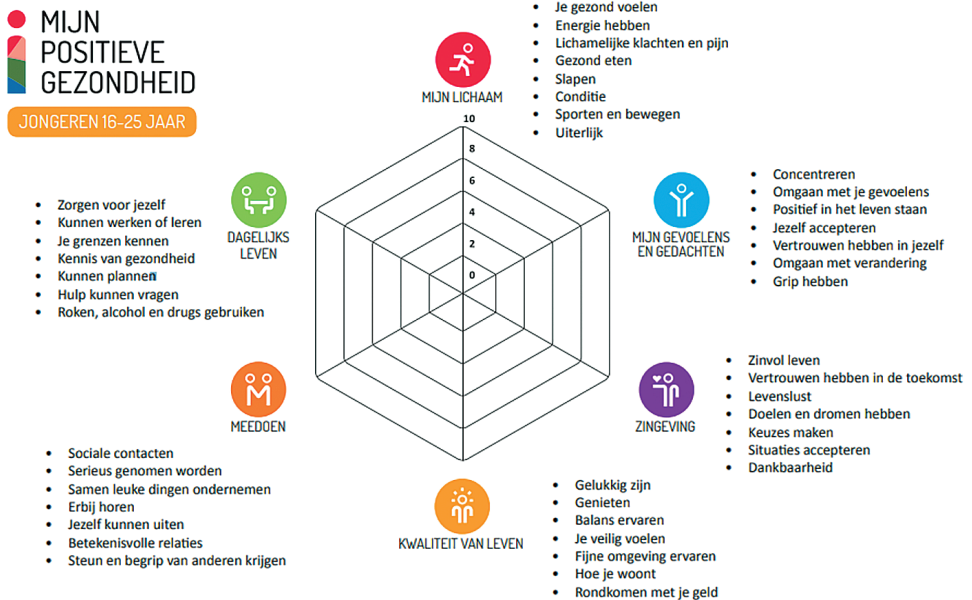 MIJN
POSITIEVE
GEZONDHEID
JONGEREN 16-25 JAAR
MIJN LICHAAM
• Je gezond voelen
• Energie hebben
• Lichamelijke klachten en pijn
• Gezond eten
• Slapen
• Conditie
• Sporten en bewegen
• Uiterlijk
10
8
6
4
2
0
MIJN GEVOELENS
EN GEDACHTEN
• Concentreren
• Omgaan met je gevoelens
• Positief in het leven staan
• Jezelf accepteren
• Vertrouwen hebben in jezelf
• Omgaan met verandering
• Grip hebben
ZINGEVING
• Zinvol leven
• Vertrouwen hebben in de toekomst
• Levenslust
• Doelen en dromen hebben
• Keuzes maken
• Situaties accepteren
• Dankbaarheid
KWALITEIT VAN LEVEN
• Gelukkig zijn
• Genieten
• Balans ervaren
• Je veilig voelen
• Fijne omgeving ervaren
• Hoe je woont
• Rondkomen met je geld
MEEDOEN
• Sociale contacten
• Serieus genomen worden
• Samen leuke dingen ondernemen
• Erbij horen
• Jezelf kunnen uiten
• Betekenisvolle relaties
• Steun en begrip van anderen krijgen
DAGELIJKS
LEVEN
• Zorgen voor jezelf
• Kunnen werken of leren
• Je grenzen kennen
• Kennis van gezondheid
• Kunnen plannen
• Hulp kunnen vragen
• Roken, alcohol en drugs gebruiken